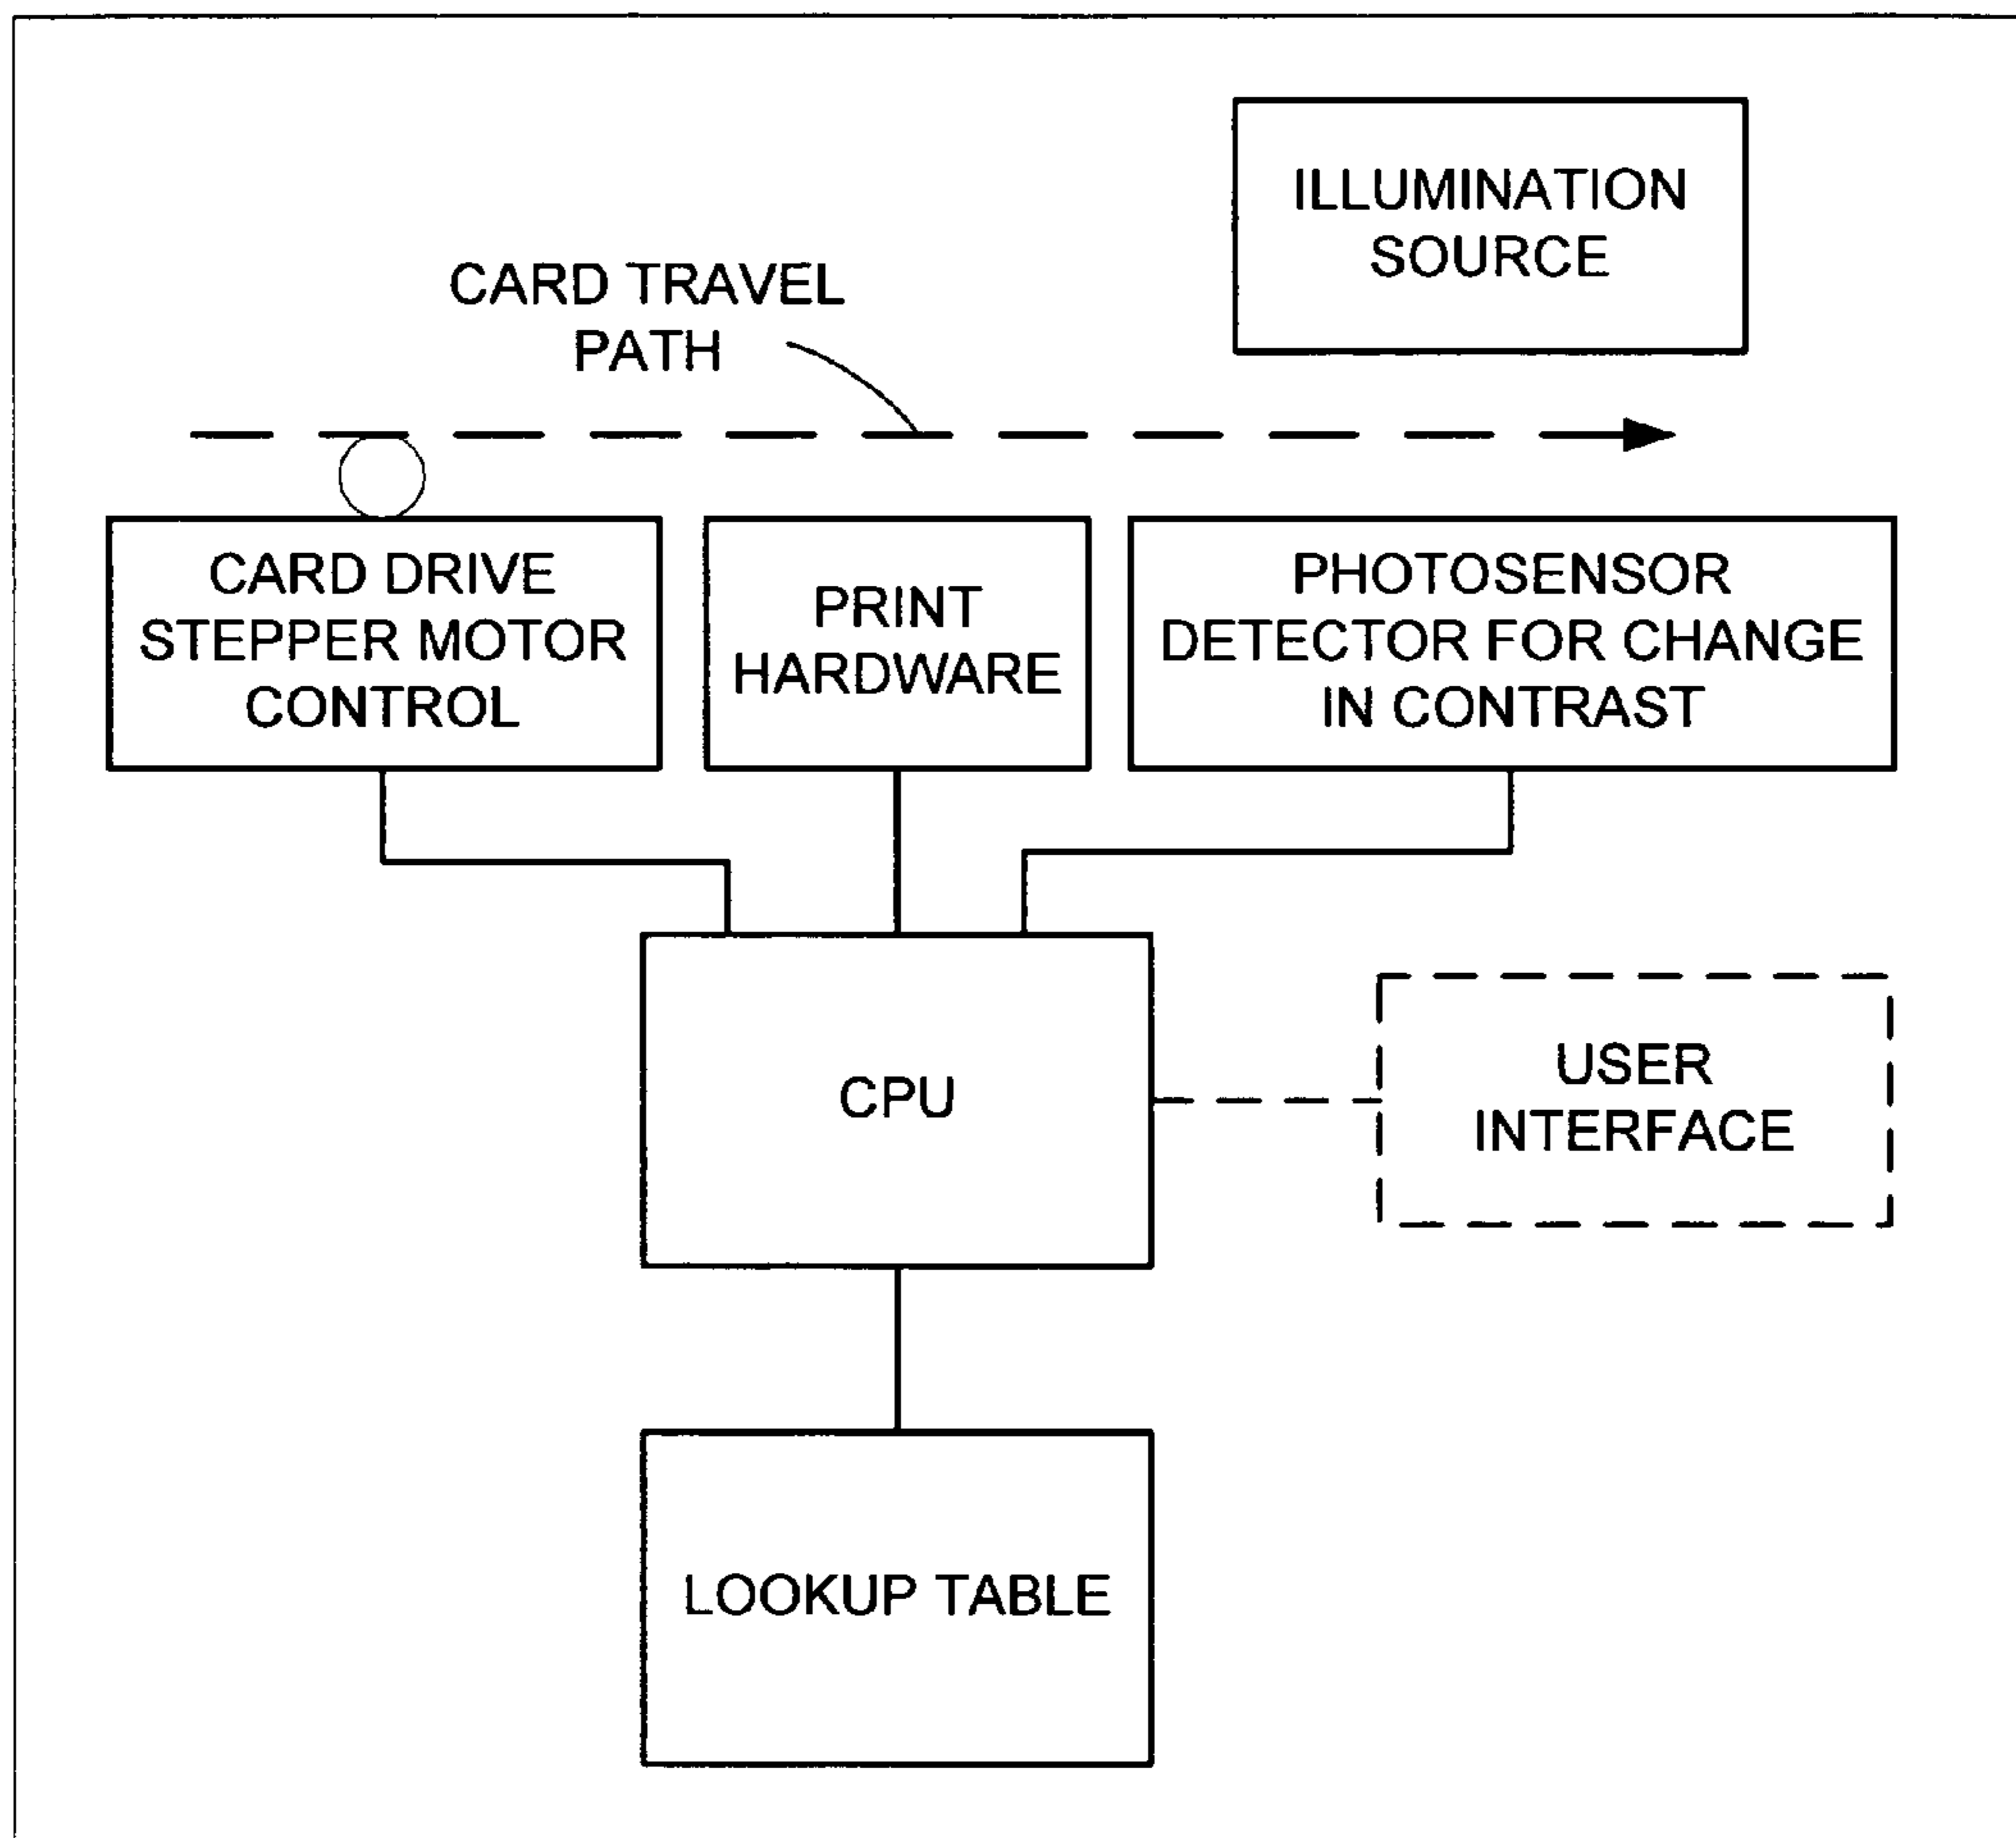 ILLUMINATION
SOURCE
CARD TRAVEL
PATH
CARD DRIVE
STEPPER MOTOR
CONTROL
PRINT
HARDWARE
PHOTOSENSOR
DETECTOR FOR CHANGE
IN CONTRAST
CPU
USER
INTERFACE
LOOKUP TABLE